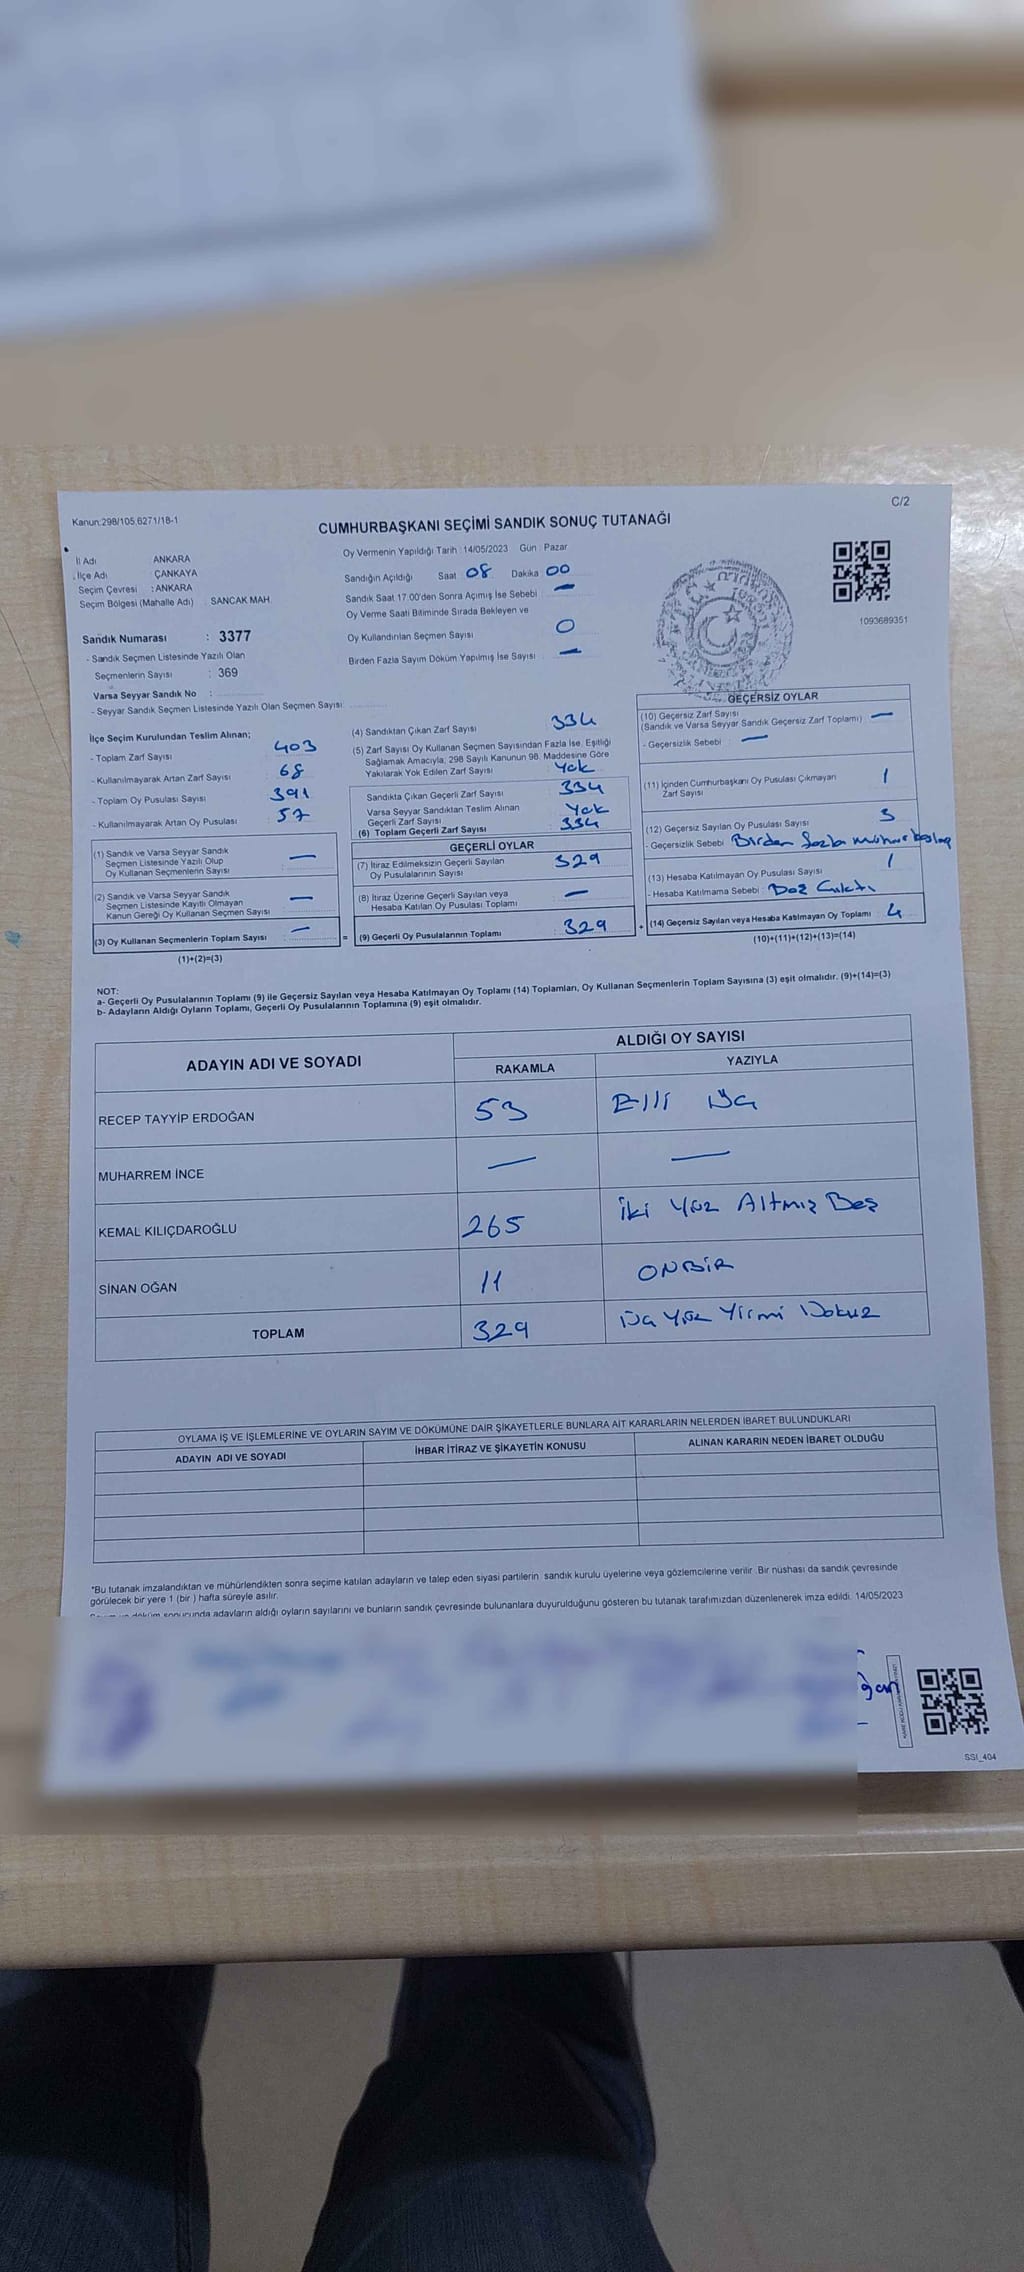 Kanun:298/105,6271/18-1
C/2
CUMHURBAŞKANI SEÇİMİ SANDIK SONUÇ TUTANAĞI
İl Adı ANKARA
İlçe Adı ÇANKAYA
Seçim Çevresi : ANKARA
Seçim Bölgesi (Mahalle Adı) SANCAK MAH.
Sandık Numarası : 3377
- Sandık Seçmen Listesinde Yazılı Olan
Seçmenlerin Sayısı : 369
Varsa Seyyar Sandık No :
- Seyyar Sandık Seçmen Listesinde Yazılı Olan Seçmen Sayısı:
Oy Vermenin Yapıldığı Tarih : 14/05/2023 Gün : Pazar
Sandığın Açıldığı Saat 08 Dakika 00
Sandık Saat 17.00'den Sonra Açımış İse Sebebi : —
Oy Verme Saati Bitiminde Sırada Bekleyen ve
Oy Kullandırılan Seçmen Sayısı O
Birden Fazla Sayım Döküm Yapılmış İse Sayısı : —
1093689351
İlçe Seçim Kurulundan Teslim Alınan;
- Toplam Zarf Sayısı 403
- Kullanılmayarak Artan Zarf Sayısı 68
- Toplam Oy Pusulası Sayısı 391
- Kullanılmayarak Artan Oy Pusulası 57
(1) Sandık ve Varsa Seyyar Sandık
Seçmen Listesinde Yazılı Olup
Oy Kullanan Seçmenlerin Sayısı —
(2) Sandık ve Varsa Seyyar Sandık
Seçmen Listesinde Kayıtlı Olmayan
Kanun Gereği Oy Kullanan Seçmen Sayısı —
(3) Oy Kullanan Seçmenlerin Toplam Sayısı : —
(1)+(2)=(3)
(4) Sandıktan Çıkan Zarf Sayısı 334
(5) Zarf Sayısı Oy Kullanan Seçmen Sayısından Fazla İse, Eşitliği
Sağlamak Amacıyla, 298 Sayılı Kanunun 98. Maddesine Göre
Yakılarak Yok Edilen Zarf Sayısı : Yok
Sandıkta Çıkan Geçerli Zarf Sayısı 334
Varsa Seyyar Sandıktan Teslim Alınan
Geçerli Zarf Sayısı Yok
(6) Toplam Geçerli Zarf Sayısı 334
GEÇERLİ OYLAR
(7) İtiraz Edilmeksizin Geçerli Sayılan
Oy Pusulalarının Sayısı : 329
(8) İtiraz Üzerine Geçerli Sayılan veya
Hesaba Katılan Oy Pusulası Toplamı : —
(9) Geçerli Oy Pusulalarının Toplamı : 329
=
+
GEÇERSİZ OYLAR
(10) Geçersiz Zarf Sayısı
(Sandık ve Varsa Seyyar Sandık Geçersiz Zarf Toplamı) : —
- Geçersizlik Sebebi : —
(11) İçinden Cumhurbaşkanı Oy Pusulası Çıkmayan
Zarf Sayısı 1
(12) Geçersiz Sayılan Oy Pusulası Sayısı 3
- Geçersizlik Sebebi Birden fazla mühür
(13) Hesaba Katılmayan Oy Pusulası Sayısı 1
- Hesaba Katılmama Sebebi : Boş Çıktı
(14) Geçersiz Sayılan veya Hesaba Katılmayan Oy Toplamı : 4
(10)+(11)+(12)+(13)=(14)
NOT:
a- Geçerli Oy Pusulalarının Toplamı (9) ile Geçersiz Sayılan veya Hesaba Katılmayan Oy Toplamı (14) Toplamları, Oy Kullanan Seçmenlerin Toplam Sayısına (3) eşit olmalıdır. (9)+(14)=(3)
b- Adayların Aldığı Oyların Toplamı, Geçerli Oy Pusulalarının Toplamına (9) eşit olmalıdır.
ADAYIN ADI VE SOYADI
ALDIĞI OY SAYISI
RAKAMLA YAZIYLA
RECEP TAYYİP ERDOĞAN 53 Elli Üç
MUHARREM İNCE — —
KEMAL KILIÇDAROĞLU 265 İki Yüz Altmış Beş
SİNAN OĞAN 11 ONBİR
TOPLAM 329 Üç Yüz Yirmi Dokuz
OYLAMA İŞ VE İŞLEMLERİNE VE OYLARIN SAYIM VE DÖKÜMÜNE DAİR ŞİKAYETLERLE BUNLARA AİT KARARLARIN NELERDEN İBARET BULUNDUKLARI
ADAYIN ADI VE SOYADI İHBAR İTİRAZ VE ŞİKAYETİN KONUSU ALINAN KARARIN NEDEN İBARET OLDUĞU
*Bu tutanak imzalandıktan ve mühürlendikten sonra seçime katılan adayların ve talep eden siyasi partilerin sandık kurulu üyelerine veya gözlemcilerine verilir. Bir nüshası da sandık çevresinde
görülecek bir yere 1 (bir ) hafta süreyle asılır.
Sayım ve döküm sonucunda adayların aldığı oyların sayılarını ve bunların sandık çevresinde bulunanlara duyurulduğunu gösteren bu tutanak tarafımızdan düzenlenerek imza edildi. 14/05/2023
SSI_404